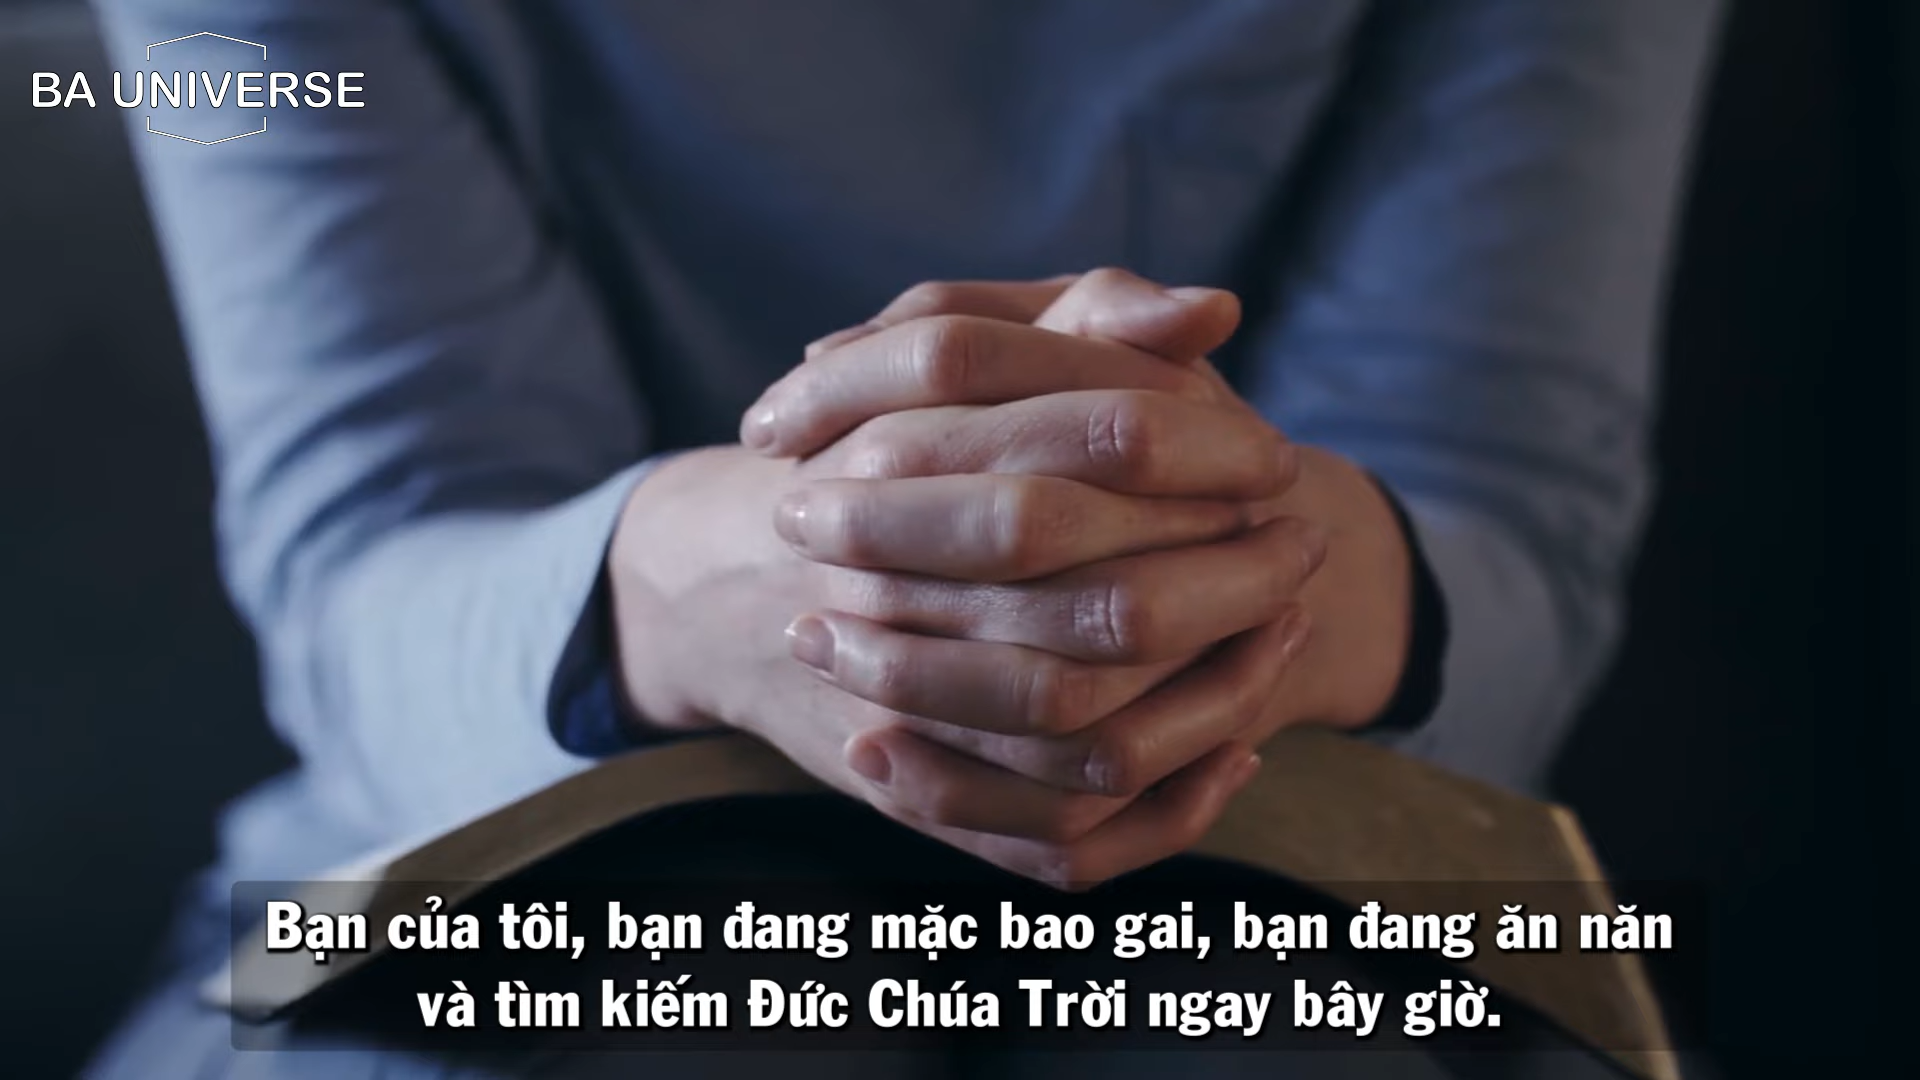 BA UNIVERSE
Bạn của tôi, bạn đang mặc bao gai, bạn đang ăn năn
và tìm kiếm Đức Chúa Trời ngay bây giờ.